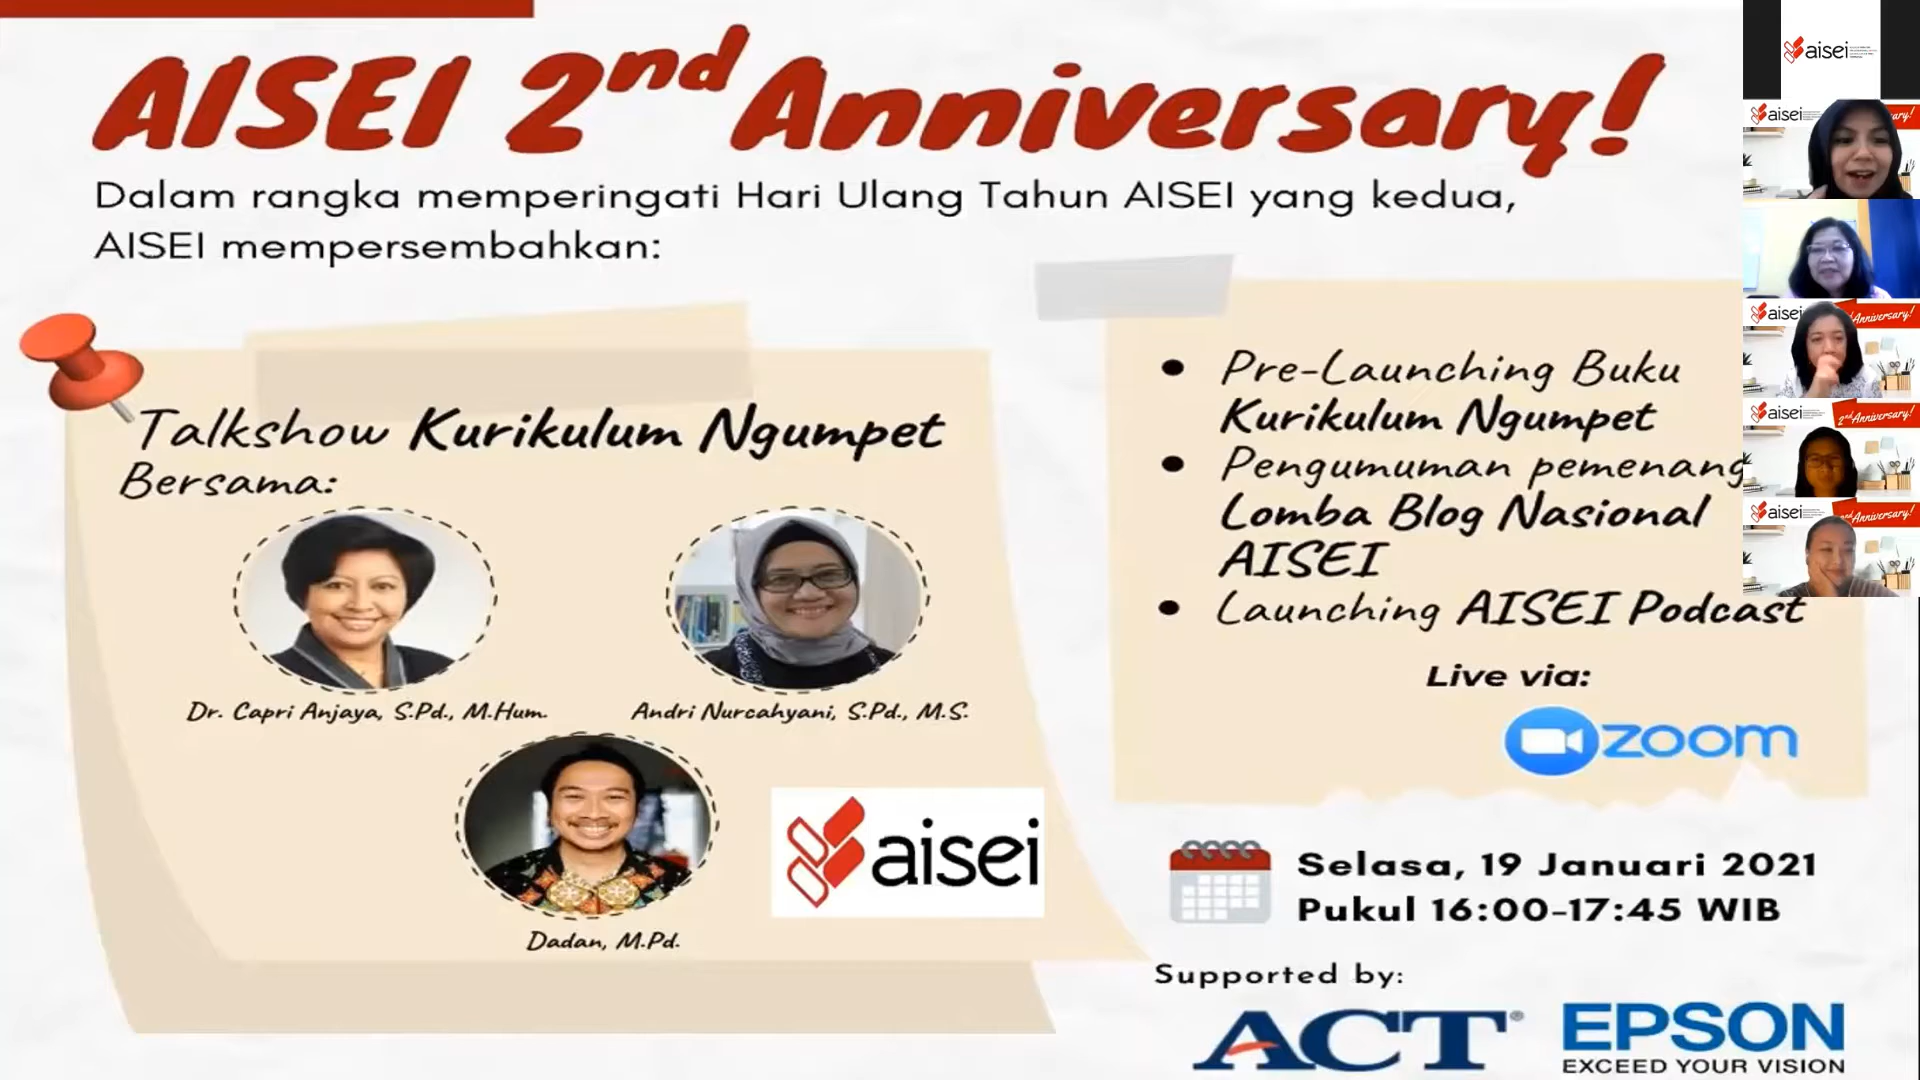 AISEI 2nd Anniversary!
Dalam rangka memperingati Hari Ulang Tahun AISEI yang kedua,
AISEI mempersembahkan:
Talkshow Kurikulum Ngumpet
Bersama:
Dr. Capri Anjaya, S.Pd., M.Hum.
Andri Nurcahyani, S.Pd., M.S.
Dadan, M.Pd.
aisei
Pre-Launching Buku
Kurikulum Ngumpet
Pengumuman pemenang
Lomba Blog Nasional
AISEI
Launching AISEI Podcast
Live via:
zoom
Selasa, 19 Januari 2021
Pukul 16:00-17:45 WIB
Supported by:
ACT®
EPSON
EXCEED YOUR VISION
aisei
aisei
ary!
aisei
Anniversary!
aisei
2nd Anniversary!
aisei
2nd Anniversary!